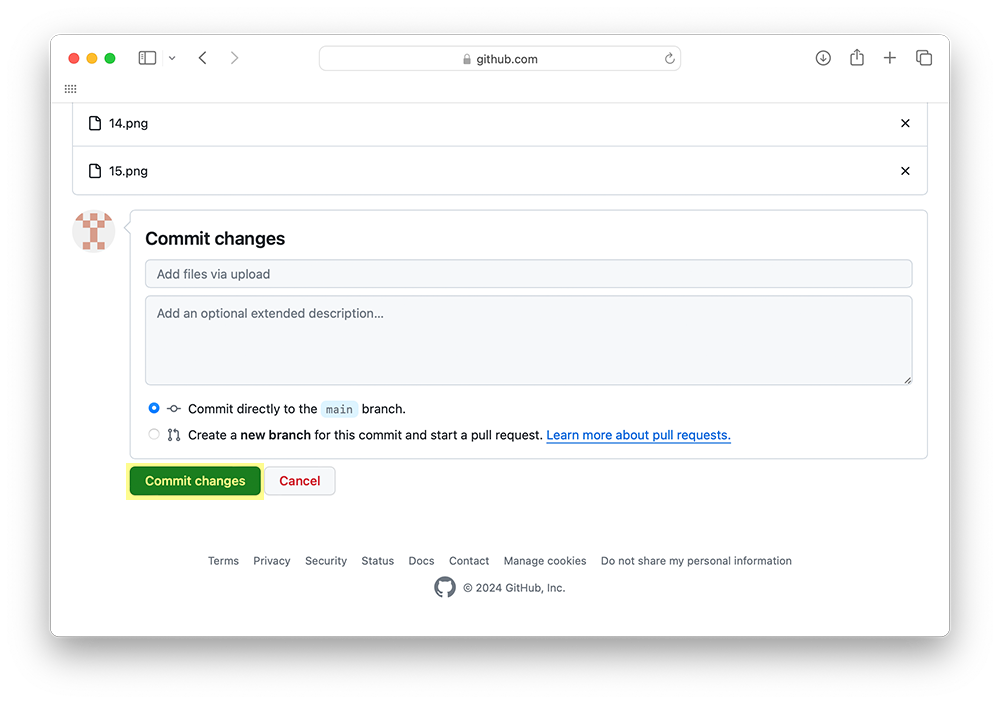 github.com
14.png
15.png
Commit changes
Add files via upload
Add an optional extended description...
Commit directly to the main branch.
Create a new branch for this commit and start a pull request. Learn more about pull requests.
Commit changes Cancel
Terms Privacy Security Status Docs Contact Manage cookies Do not share my personal information
© 2024 GitHub, Inc.